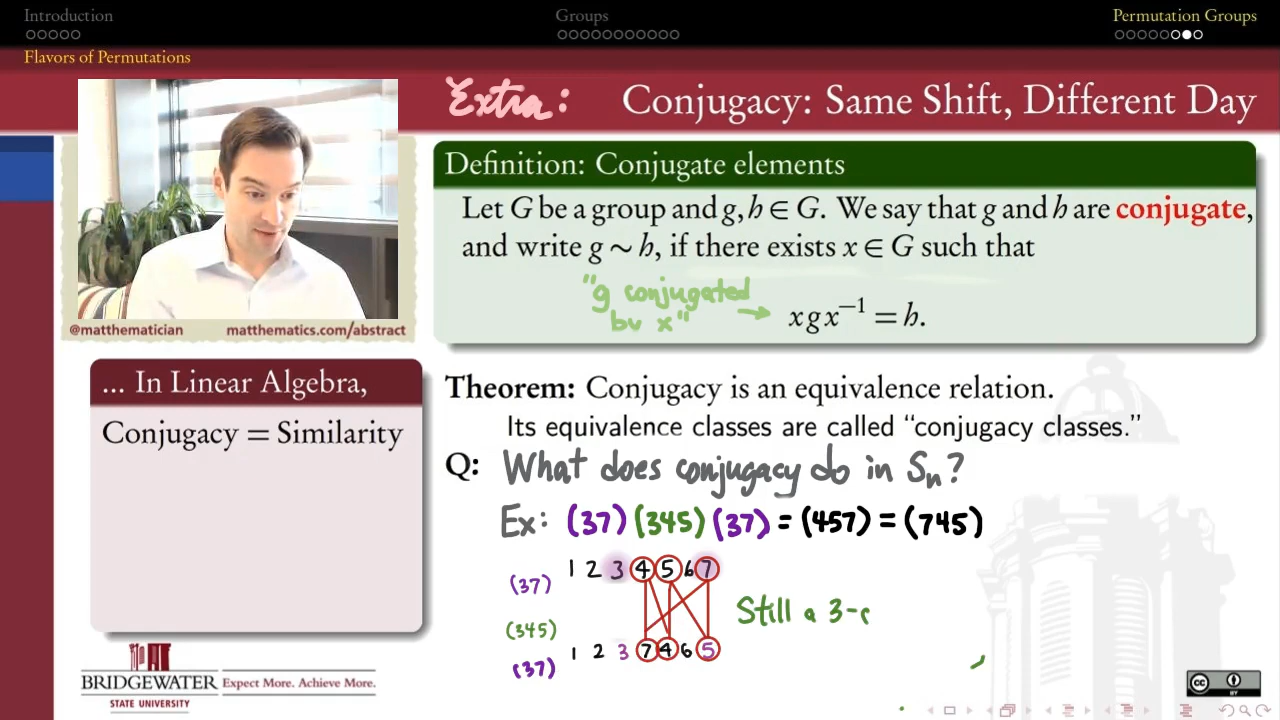 Introduction
Groups
Permutation Groups
Flavors of Permutations
Extra: Conjugacy: Same Shift, Different Day
@matthematician matthematics.com/abstract
Definition: Conjugate elements
Let G be a group and g, h ∈ G. We say that g and h are conjugate,
and write g ~ h, if there exists x ∈ G such that
"g conjugated
by x" → xgx⁻¹ = h.
... In Linear Algebra,
Conjugacy = Similarity
Theorem: Conjugacy is an equivalence relation.
Its equivalence classes are called "conjugacy classes."
Q: What does conjugacy do in Sₙ?
Ex: (37)(345)(37) = (457) = (745)
1 2 3 4 5 6 7
(37)
(345)
Still a 3-c
1 2 3 7 4 6 5
(37)
BRIDGEWATER
STATE UNIVERSITY
Expect More. Achieve More.
CC BY